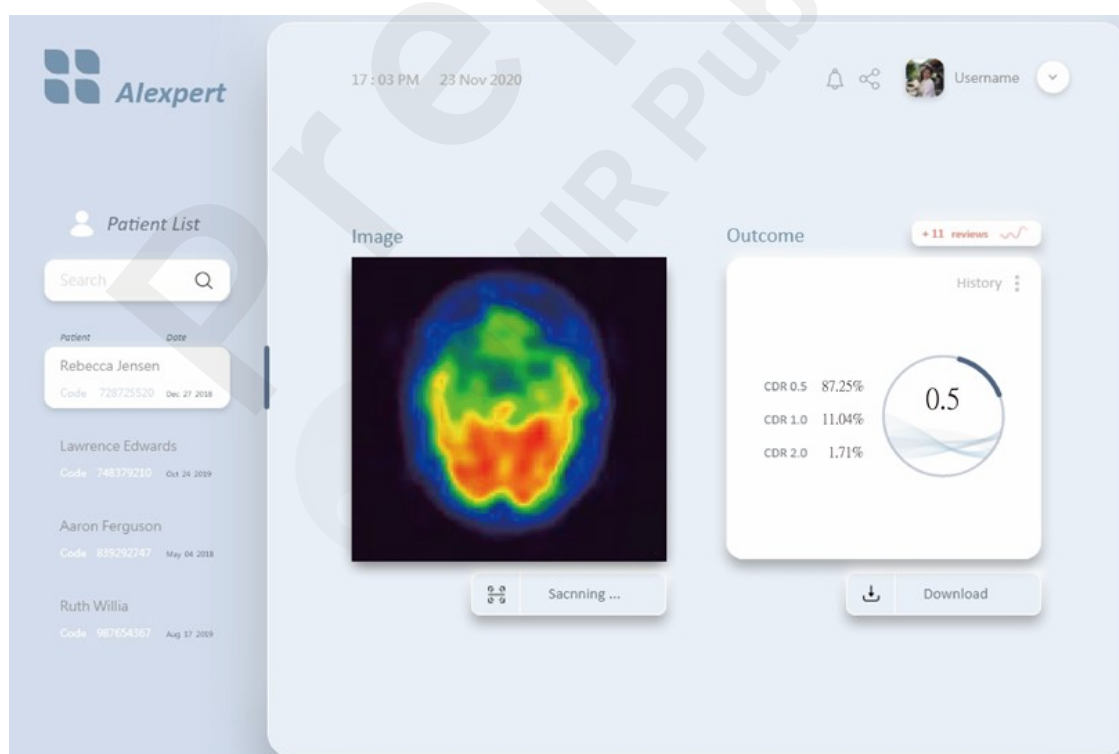 Alexpert
17 : 03 PM 23 Nov 2020
Username
Patient List
Search
Patient Date
Rebecca Jensen
Code 728725520 Dec 27 2018
Lawrence Edwards
Code 748379210 Oct 24 2019
Aaron Ferguson
Code 839292747 May 04 2018
Ruth Willia
Code 987654367 Aug 17 2019
Image
Sacnning ...
Outcome
+11 reviews
History
CDR 0.5 87.25%
CDR 1.0 11.04%
CDR 2.0 1.71%
0.5
Download